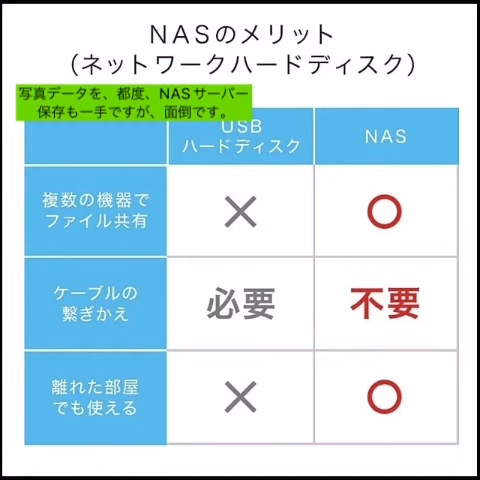 NASのメリット
（ネットワークハードディスク）
写真データを、都度、NASサーバー
保存も一手ですが、面倒です。
USB
ハードディスク
NAS
複数の機器で
ファイル共有
×
○
ケーブルの
繋ぎかえ
必要
不要
離れた部屋
でも使える
×
○